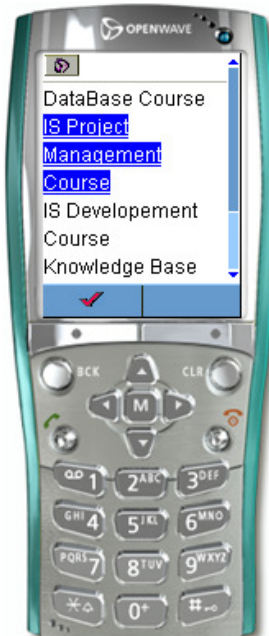 OPENWAVE
DataBase Course
IS Project
Management
Course
IS Developement
Course
Knowledge Base
BCK
CLR
M
1 2ABC 3DEF
GHI4 5JKL 6MNO
PQRS7 8TUV 9WXYZ
* 0+ #